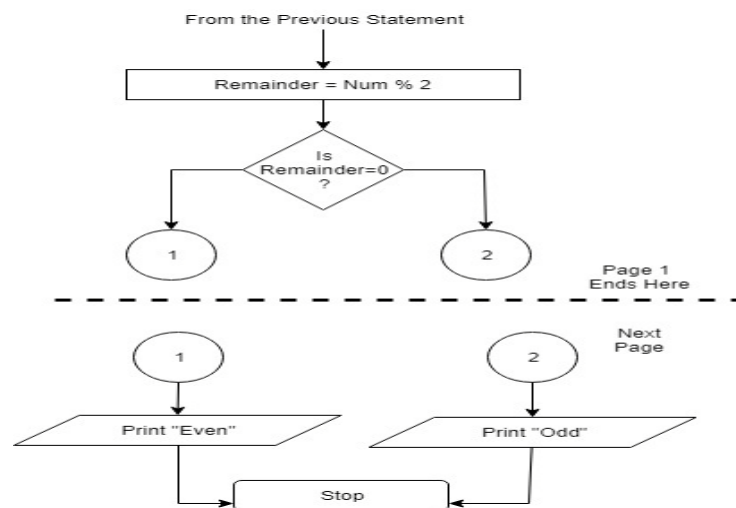 From the Previous Statement
Remainder = Num % 2
Is
Remainder=0
?
1
2
Page 1
Ends Here
Next
Page
1
2
Print "Even"
Print "Odd"
Stop